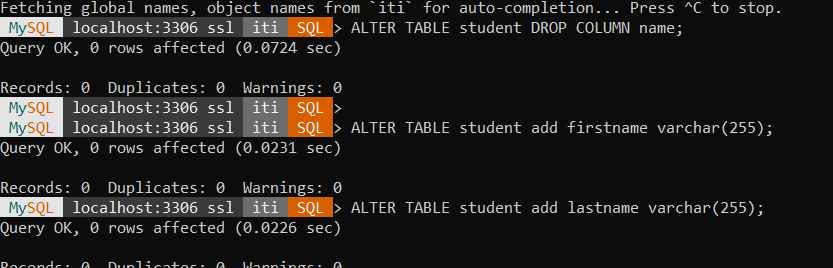 Fetching global names, object names from `iti` for auto-completion... Press ^C to stop.
MySQL localhost:3306 ssl iti SQL > ALTER TABLE student DROP COLUMN name;
Query OK, 0 rows affected (0.0724 sec)
Records: 0 Duplicates: 0 Warnings: 0
MySQL localhost:3306 ssl iti SQL >
MySQL localhost:3306 ssl iti SQL > ALTER TABLE student add firstname varchar(255);
Query OK, 0 rows affected (0.0231 sec)
Records: 0 Duplicates: 0 Warnings: 0
MySQL localhost:3306 ssl iti SQL > ALTER TABLE student add lastname varchar(255);
Query OK, 0 rows affected (0.0226 sec)
Records: 0 Duplicates: 0 Warnings: 0